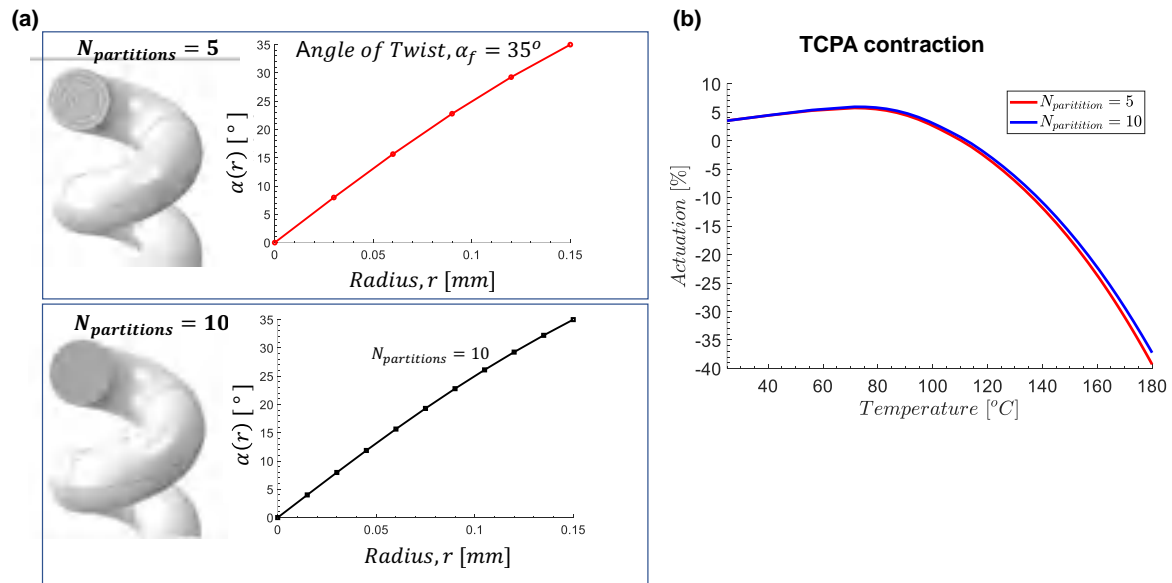 (a)
N_partitions = 5
Angle of Twist, α_f = 35°
35
30
25
20
15
10
5
0
α(r) [°]
0
0.05
0.1
0.15
Radius, r [mm]
N_partitions = 10
N_partitions = 10
35
30
25
20
15
10
5
0
α(r) [°]
0
0.05
0.1
0.15
Radius, r [mm]
(b)
TCPA contraction
N_paritition = 5
N_paritition = 10
10
5
0
-5
-10
-15
-20
-25
-30
-35
-40
Actuation [%]
40
60
80
100
120
140
160
180
Temperature [°C]